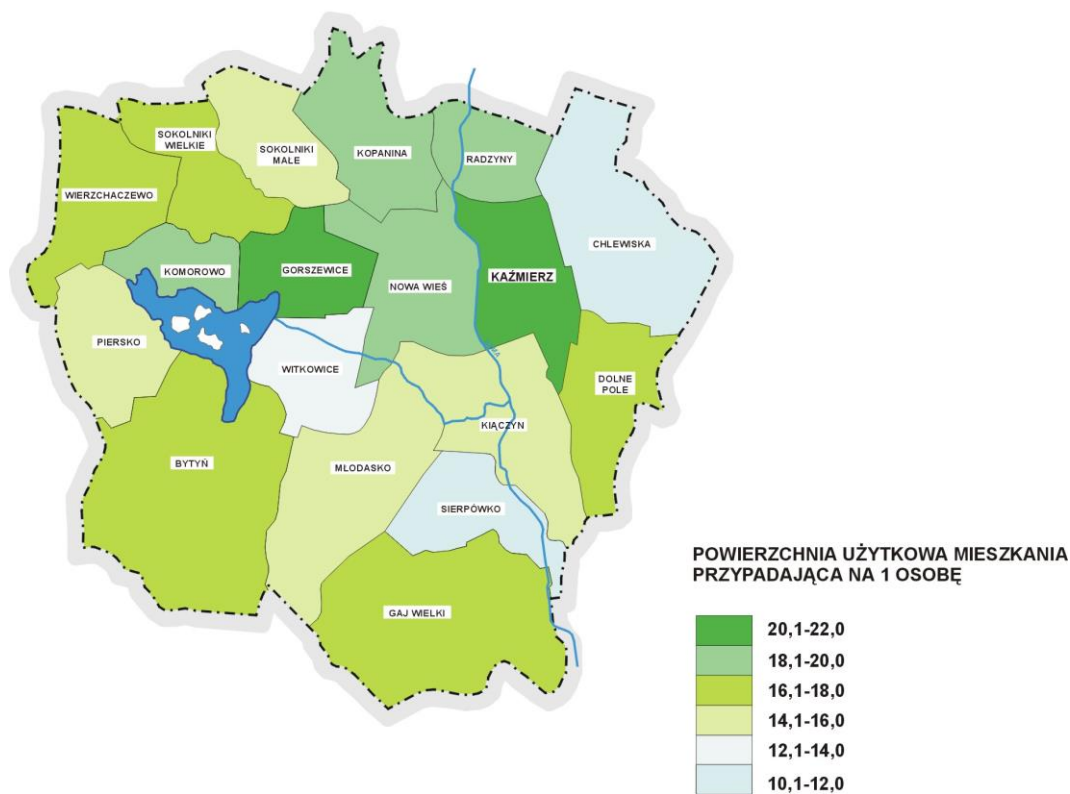 SOKOLNIKI
WIELKIE
SOKOLNIKI
MAŁE
KOPANINA
RADZYNY
WIERZCHACZEWO
CHLEWISKA
KOMOROWO
GORSZEWICE
KAŹMIERZ
NOWA WIEŚ
PIERSKO
WITKOWICE
DOLNE
POLE
KIĄCZYN
BYTYŃ
MŁODASKO
SIERPÓWKO
GAJ WIELKI
POWIERZCHNIA UŻYTKOWA MIESZKANIA
PRZYPADAJĄCA NA 1 OSOBĘ
20,1-22,0
18,1-20,0
16,1-18,0
14,1-16,0
12,1-14,0
10,1-12,0